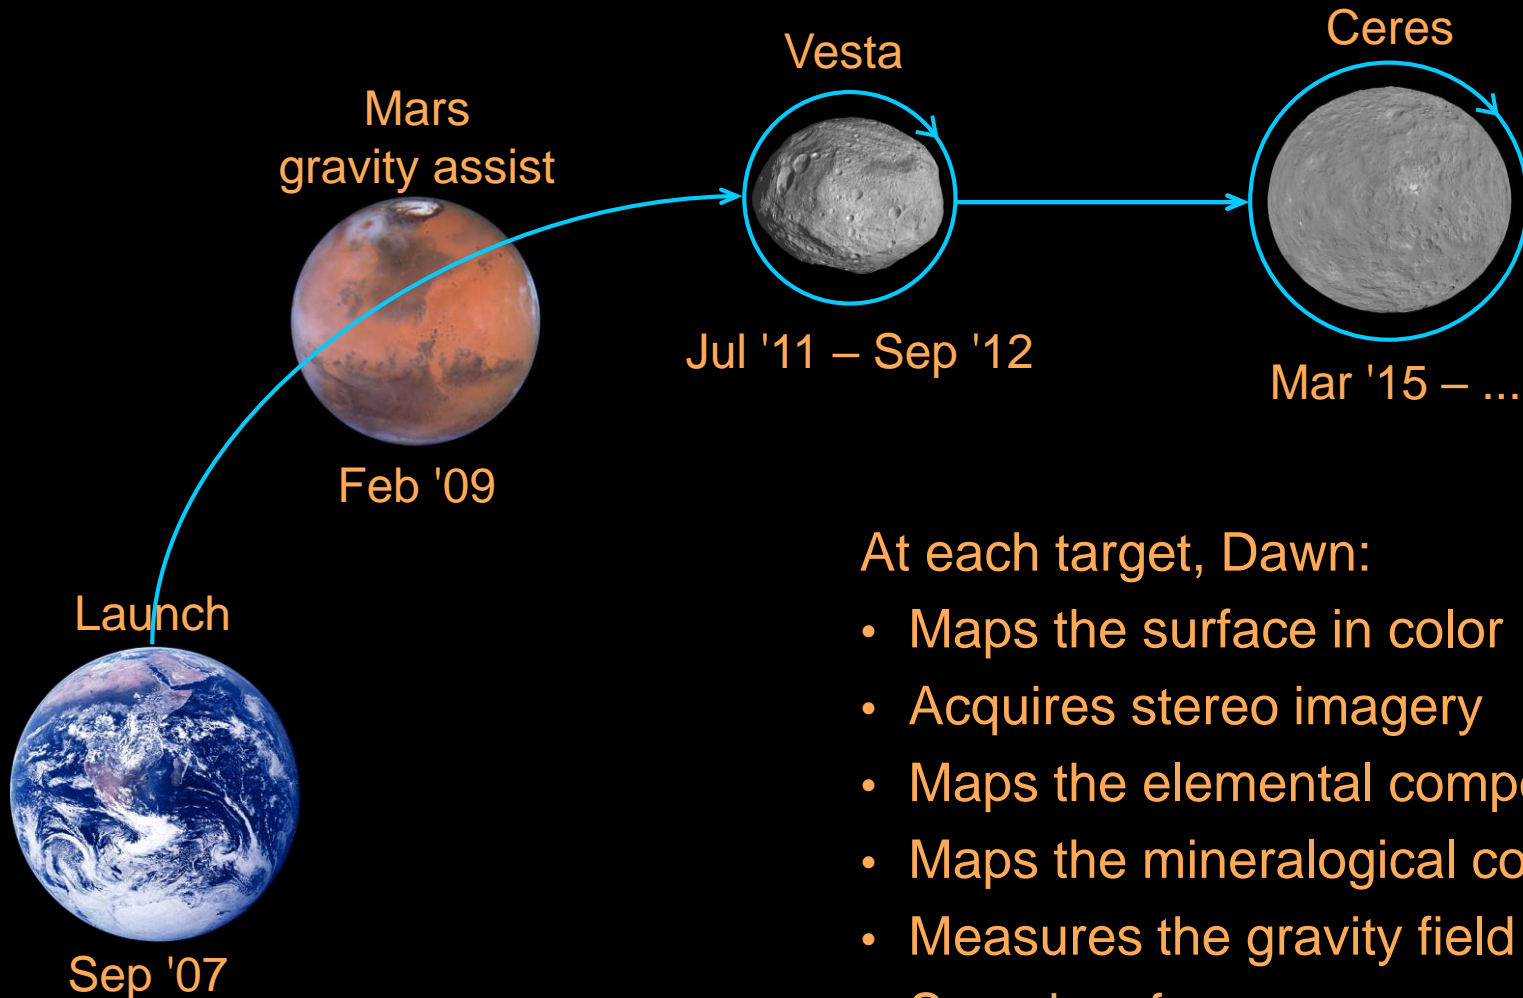 Ceres
Vesta
Mars
gravity assist
Jul '11 – Sep '12
Mar '15 – ...
Feb '09
Launch
Sep '07
At each target, Dawn:
• Maps the surface in color
• Acquires stereo imagery
• Maps the elemental
• Maps the mineralogical
• Measures the gravity field